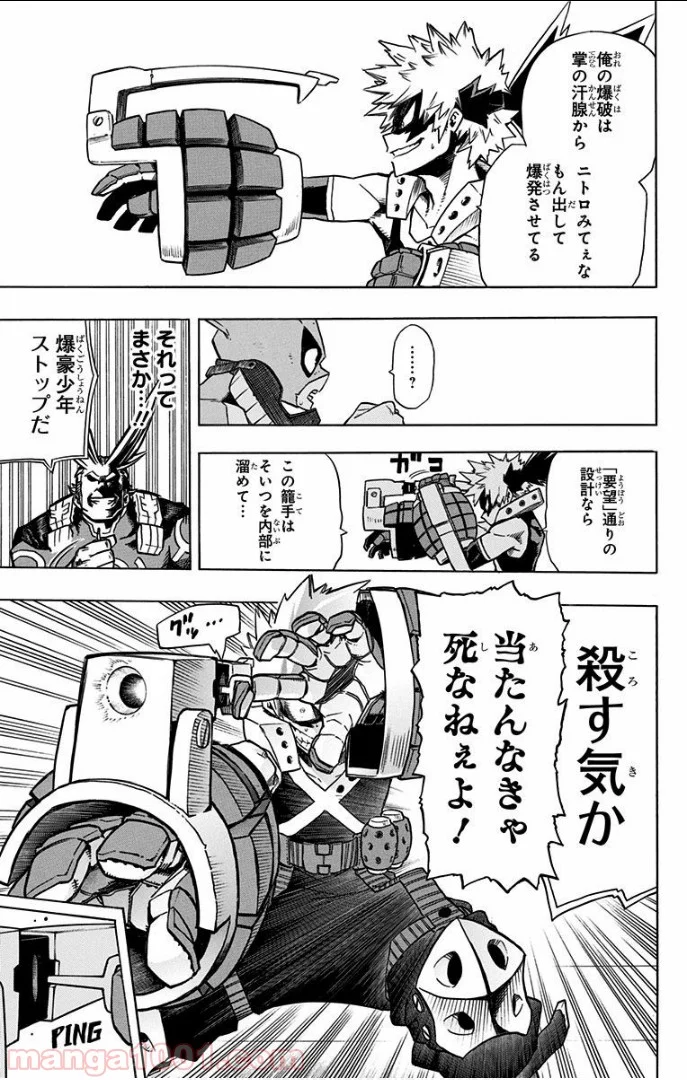 俺の爆破は
掌の汗腺から
ニトロみてぇな
もん出して
爆発させてる
……?
「要望」通りの
設計なら
ガコ
この籠手は
そいつを内部に
溜めて…
それって
まさか…!!
爆豪少年
ストップだ
殺す気か
当たんなきゃ
死なねぇよ!
グッ…
PING
manga1001.com